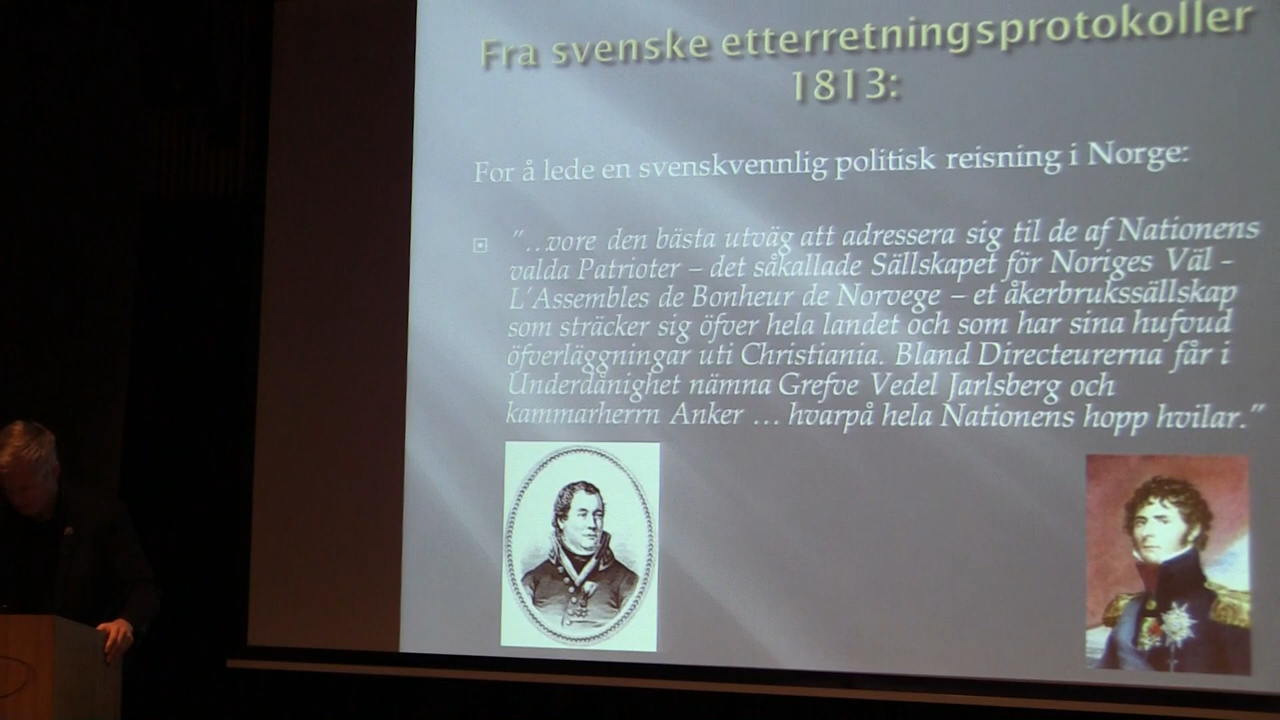 Fra svenske etterretningsprotokoller
1813:
For å lede en svenskvennlig politisk reisning i Norge:
"…vore den bästa utväg att adressera sig til de af Nationens
valda Patrioter – det såkallade Sällskapet för Noriges Väl -
L'Assembles de Bonheur de Norvege – et åkerbrukssällskap
som sträcker sig öfver hela landet och som har sina hufvud
öfverläggningar uti Christiania. Bland Directeurerna får i
Underdånighet nämna Grefve Vedel Jarlsberg och
kammarherrn Anker … hvarpå hela Nationens hopp hvilar."